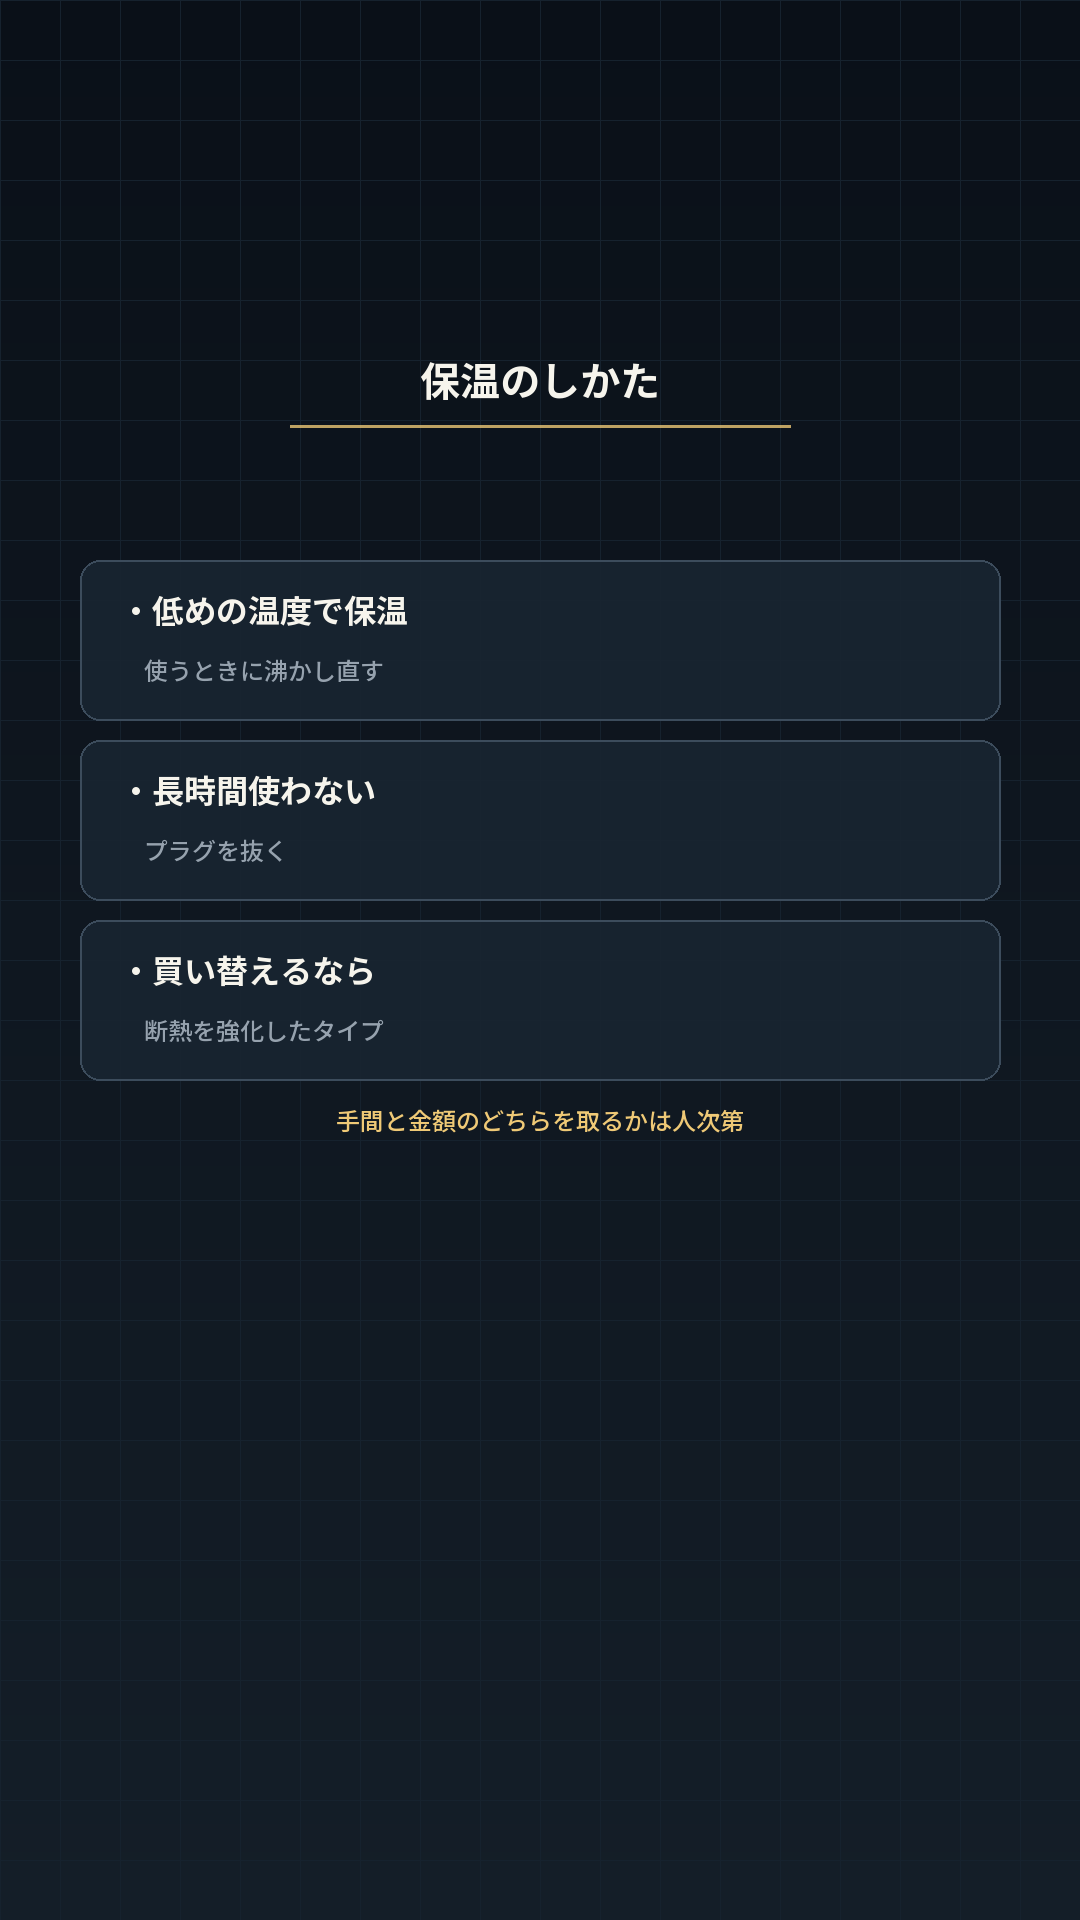 保温のしかた
・低めの温度で保温
使うときに沸かし直す
・長時間使わない
プラグを抜く
・買い替えるなら
断熱を強化したタイプ
手間と金額のどちらを取るかは人次第